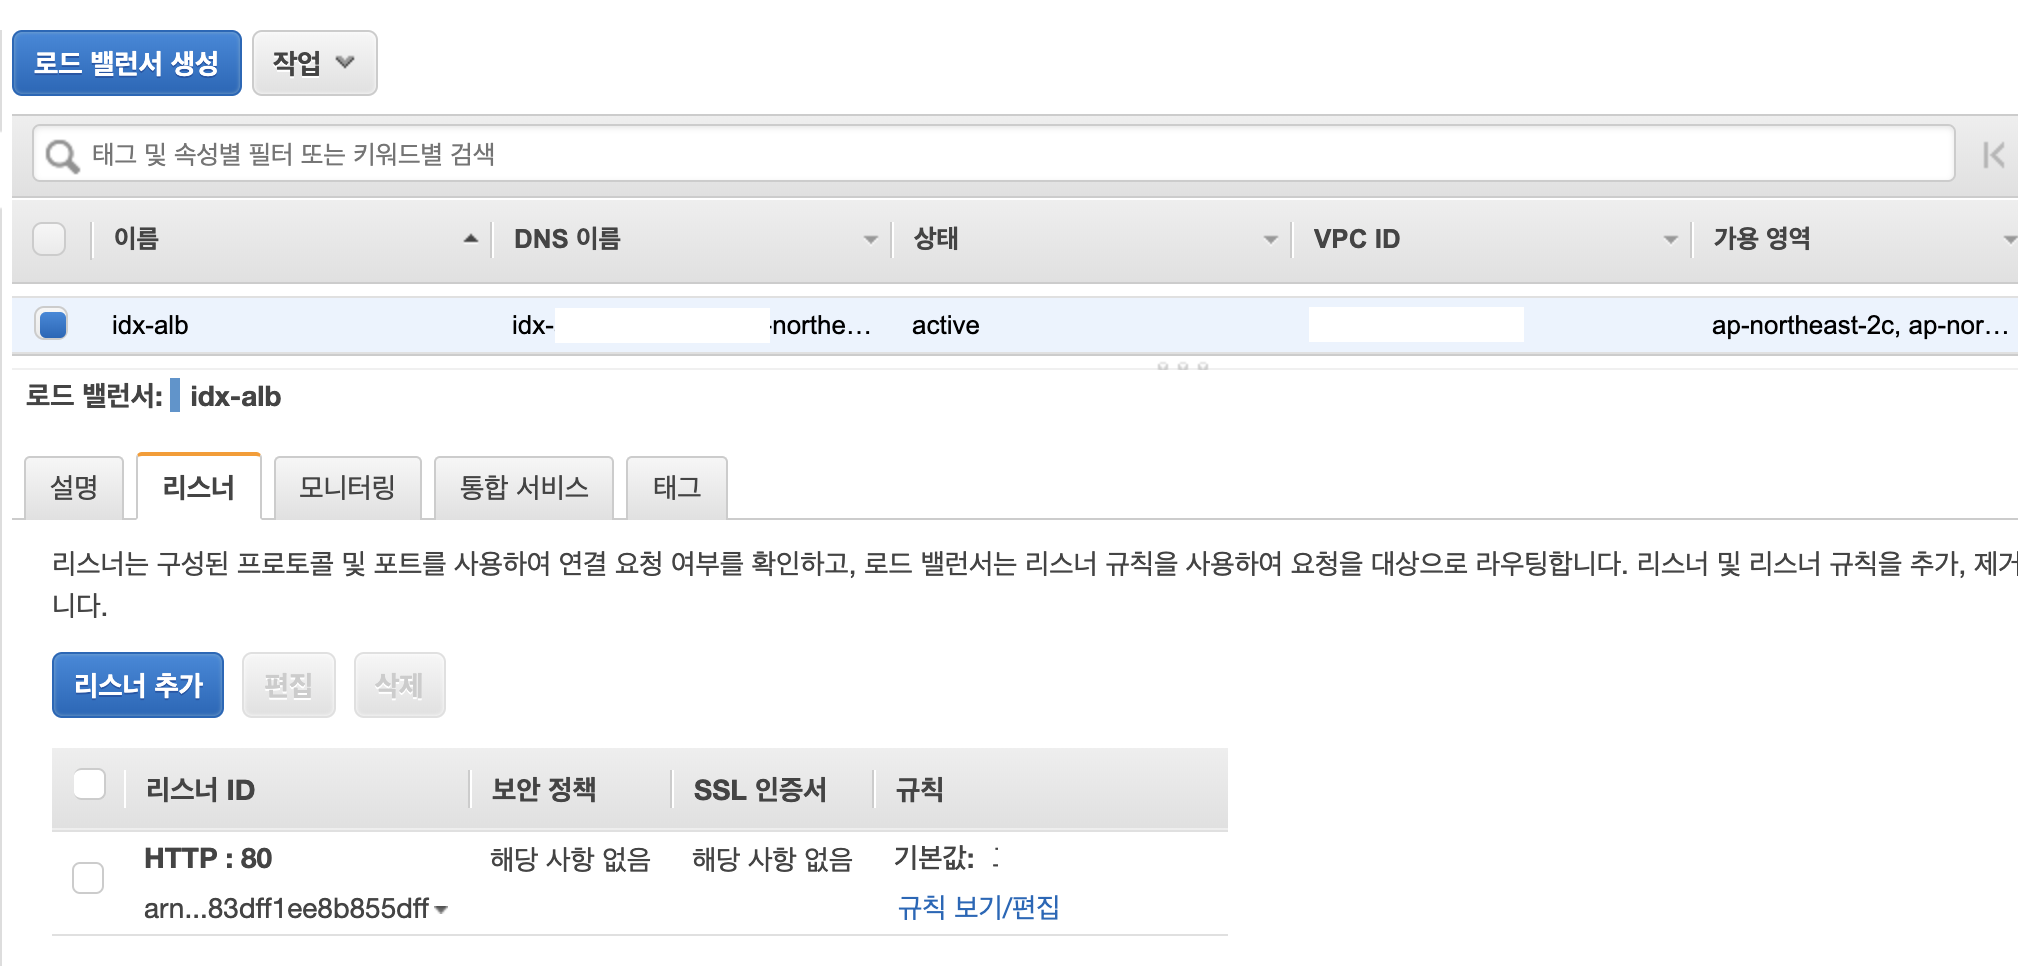 로드 밸런서 생성 작업
태그 및 속성별 필터 또는 키워드별 검색
이름 DNS 이름 상태 VPC ID 가용 영역
idx-alb idx- -northe... active ap-northeast-2c, ap-nor...
로드 밸런서: idx-alb
설명 리스너 모니터링 통합 서비스 태그
리스너는 구성된 프로토콜 및 포트를 사용하여 연결 요청 여부를 확인하고, 로드 밸런서는 리스너 규칙을 사용하여 요청을 대상으로 라우팅합니다. 리스너 및 리스너 규칙을 추가, 제거
니다.
리스너 추가 편집 삭제
리스너 ID 보안 정책 SSL 인증서 규칙
HTTP : 80 해당 사항 없음 해당 사항 없음 기본값:
arn...83dff1ee8b855dff 규칙 보기/편집